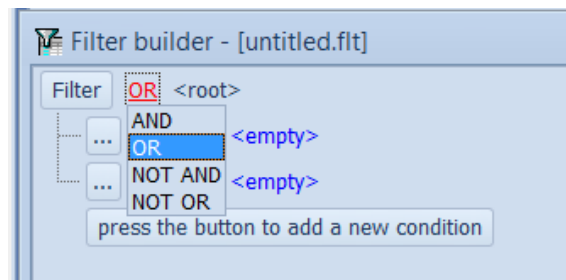 Filter builder - [untitled.flt]
Filter OR <root>
AND
... <empty>
OR
NOT AND
... <empty>
NOT OR
press the button to add a new condition